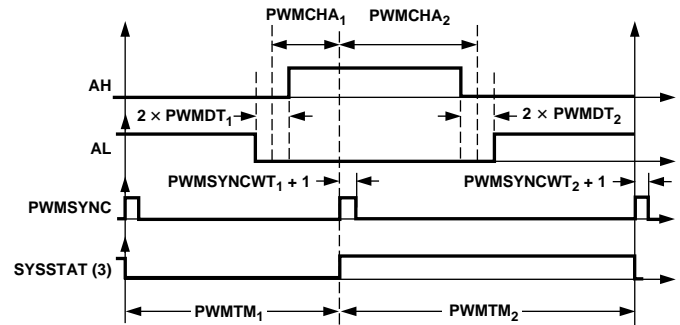 PWMCHA₁ PWMCHA₂
AH
2 × PWMDT₁ 2 × PWMDT₂
AL
PWMSYNCWT₁ + 1 PWMSYNCWT₂ + 1
PWMSYNC
SYSSTAT (3)
PWMTM₁ PWMTM₂